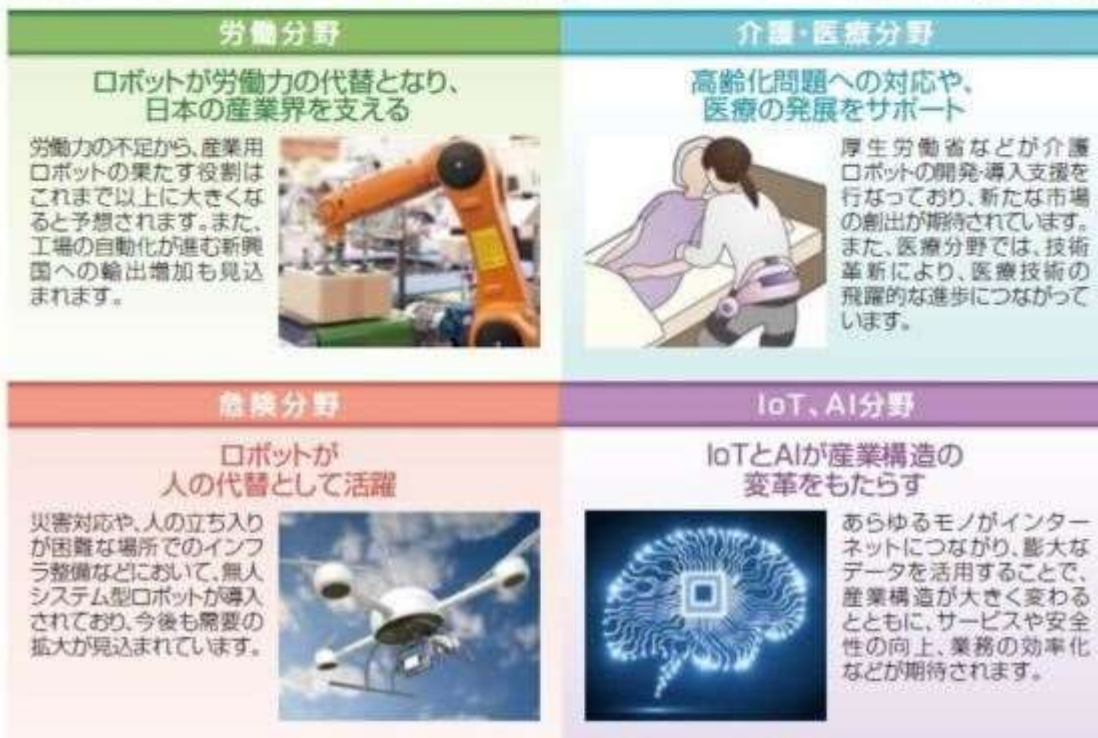 労働分野
ロボットが労働力の代替となり、
日本の産業界を支える
労働力の不足から、産業用
ロボットの果たす役割は
これまで以上に大きくな
ると予想されます。また、
工場の自動化が進む新興
国への輸出増加も見込
まれます。
介護・医療分野
高齢化問題への対応や、
医療の発展をサポート
厚生労働省などが介護
ロボットの開発・導入支援を
行なっており、新たな市場
の創出が期待されています。
また、医療分野では、技術
革新により、医療技術の
飛躍的な進歩につながって
います。
危険分野
ロボットが
人の代替として活躍
災害対応や、人の立ち入り
が困難な場所でのインフ
ラ整備などにおいて、無人
システム型ロボットが導入
されており、今後も需要の
拡大が見込まれています。
IoT、AI分野
IoTとAIが産業構造の
変革をもたらす
あらゆるモノがインター
ネットにつながり、膨大な
データを活用することで、
産業構造が大きく変わる
とともに、サービスや安全
性の向上、業務の効率化
などが期待されます。